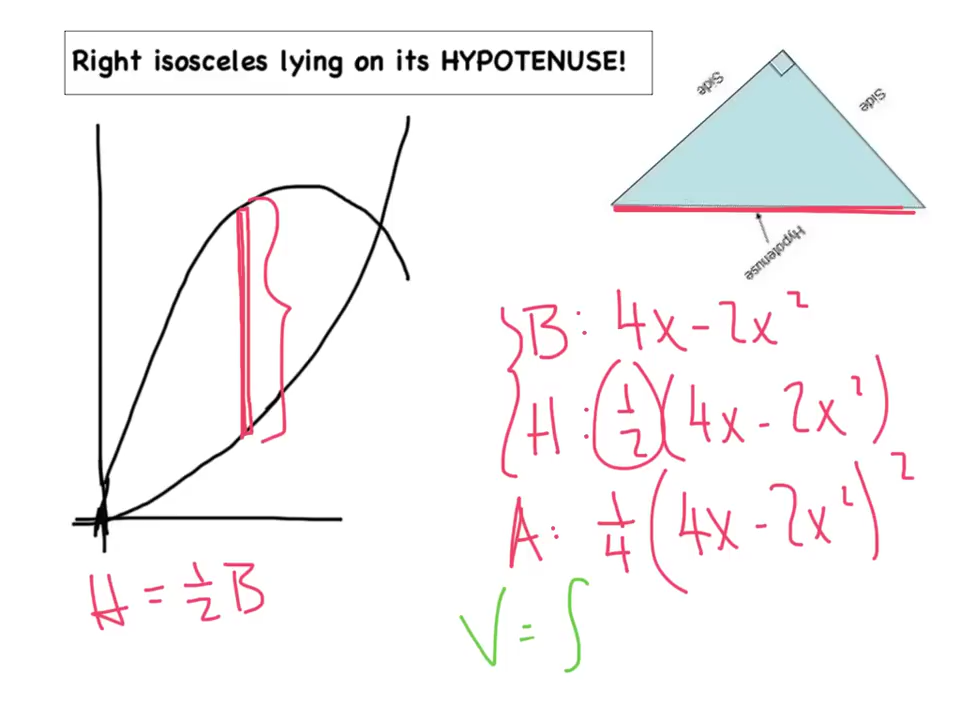 Right isosceles lying on its HYPOTENUSE!
Side
Side
Hypotenuse
B: 4x - 2x²
H: 1/2 (4x - 2x²)
A: 1/4 (4x - 2x²)²
H = 1/2 B
V = ∫